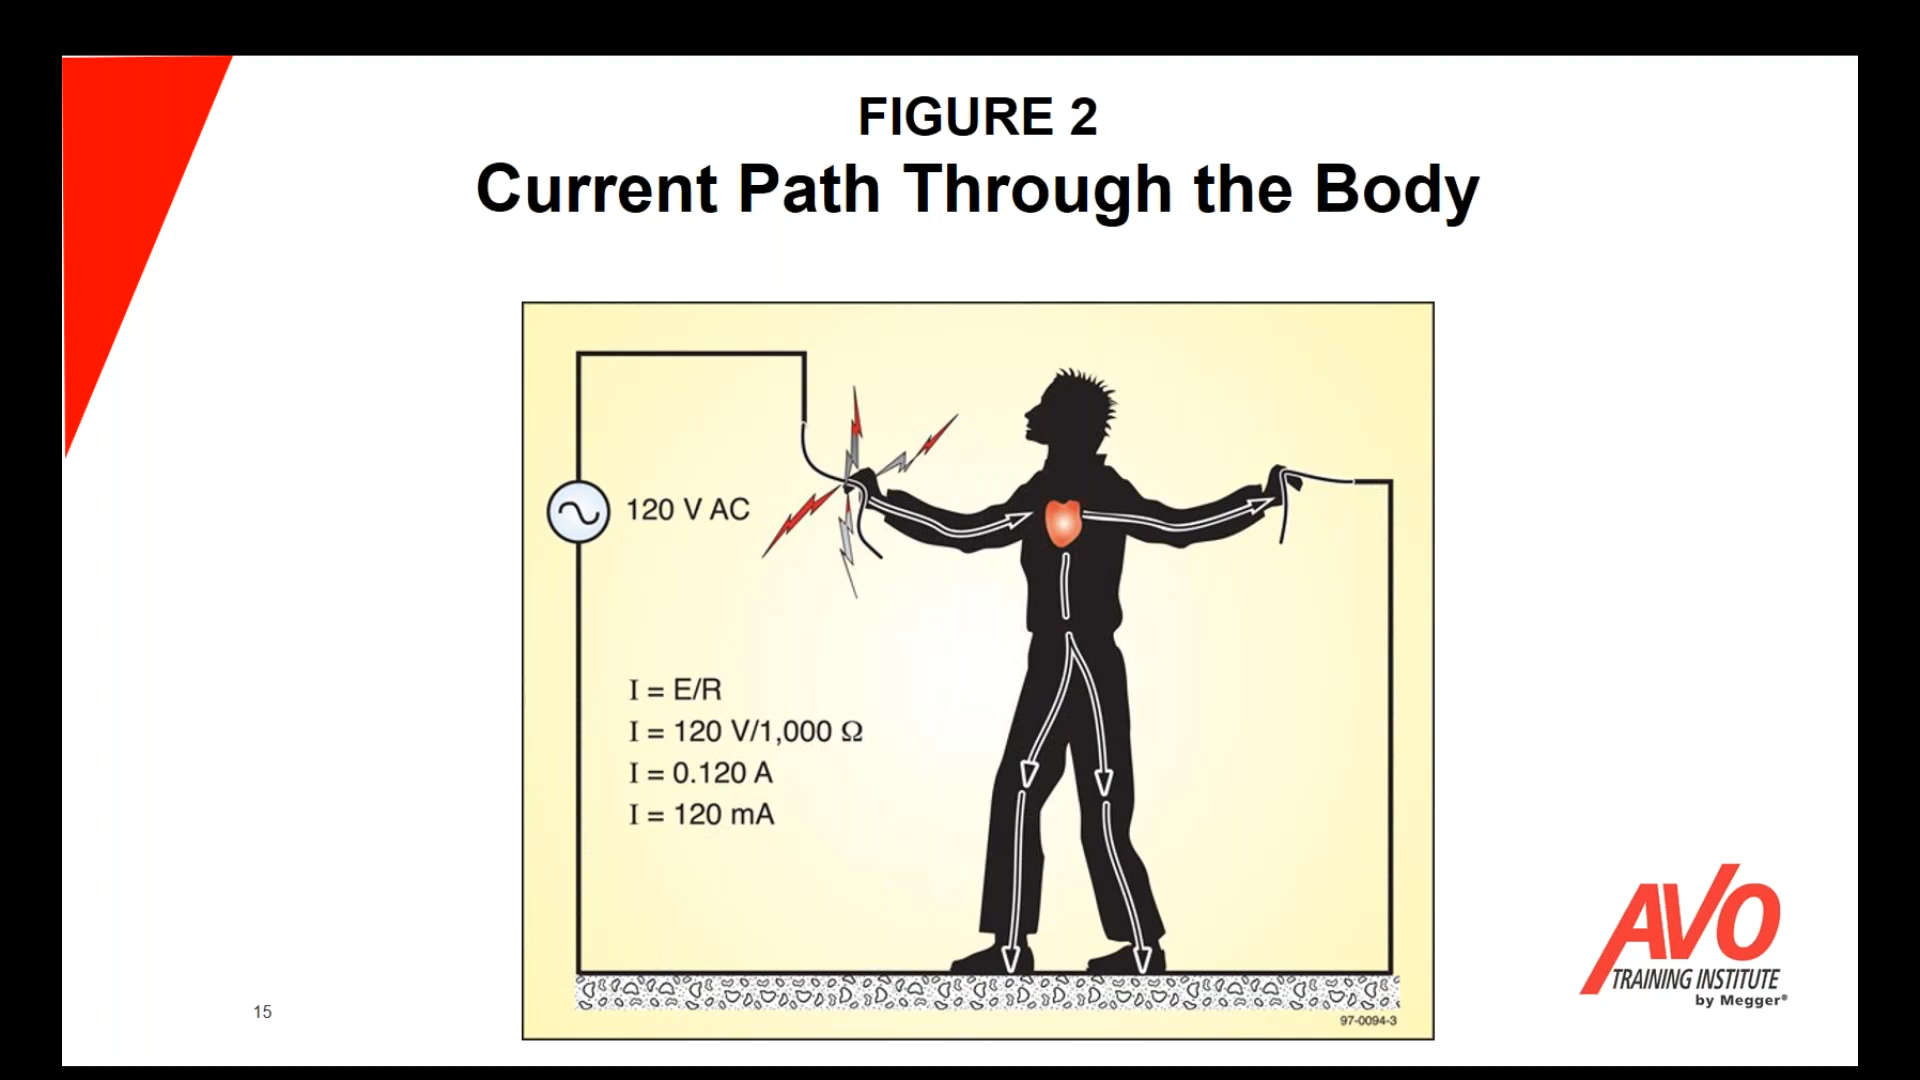 FIGURE 2
Current Path Through the Body
120 V AC
I = E/R
I = 120 V/1,000 Ω
I = 0.120 A
I = 120 mA
97-0094-3
15
AVO
TRAINING INSTITUTE
by Megger®